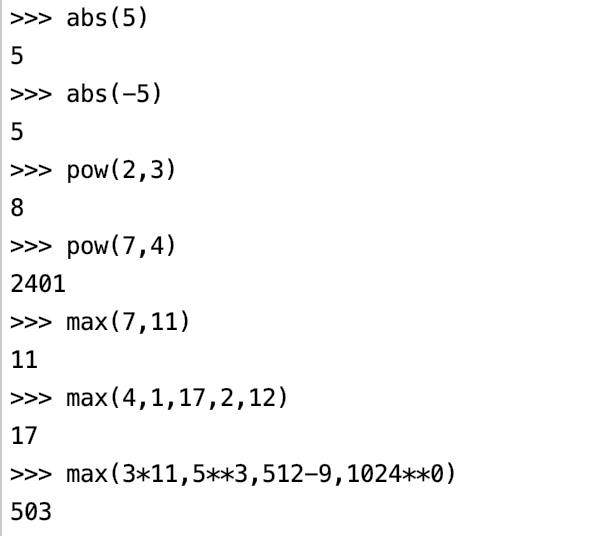 >>> abs(5)
5
>>> abs(-5)
5
>>> pow(2,3)
8
>>> pow(7,4)
2401
>>> max(7,11)
11
>>> max(4,1,17,2,12)
17
>>> max(3*11,5**3,512-9,1024**0)
503